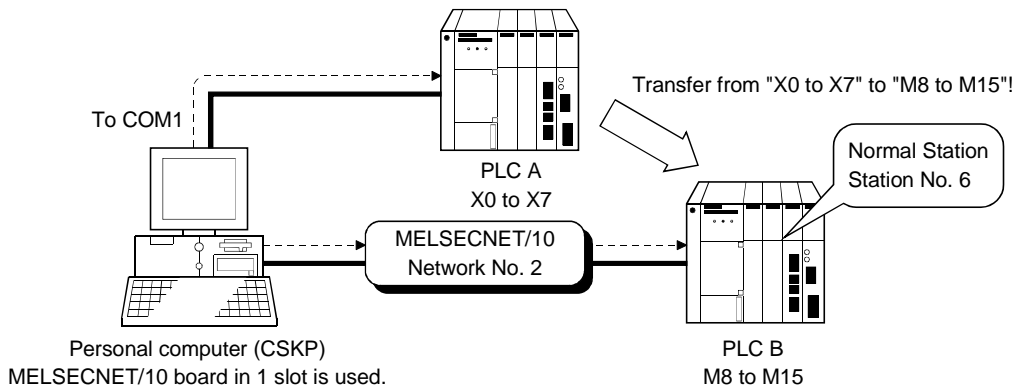 Transfer from "X0 to X7" to "M8 to M15"!
To COM1
Normal Station
Station No. 6
PLC A
X0 to X7
MELSECNET/10
Network No. 2
Personal computer (CSKP)
MELSECNET/10 board in 1 slot is used.
PLC B
M8 to M15